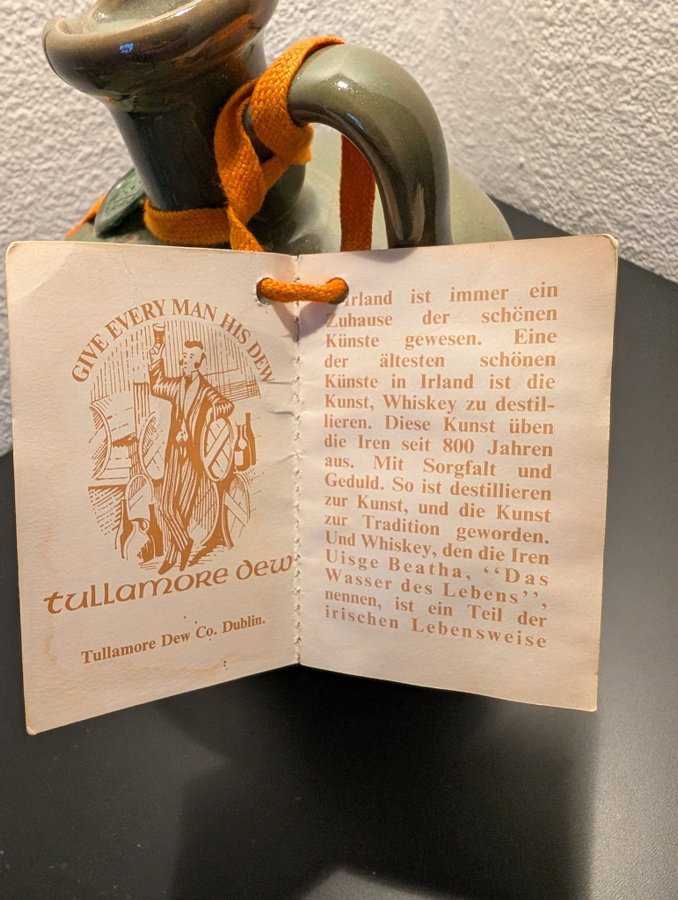 GIVE EVERY MAN HIS DEW
tullamore dew
Tullamore Dew Co. Dublin.
Irland ist immer ein
Zuhause der schönen
Künste gewesen. Eine
der ältesten schönen
Künste in Irland ist die
Kunst, Whiskey zu destil-
lieren. Diese Kunst üben
die Iren seit 800 Jahren
aus. Mit Sorgfalt und
Geduld. So ist destillieren
zur Kunst, und die Kunst
zur Tradition geworden.
Und Whiskey, den die Iren
Uisge Beatha, ‘‘Das
Wasser des Lebens’’,
nennen, ist ein Teil der
irischen Lebensweise